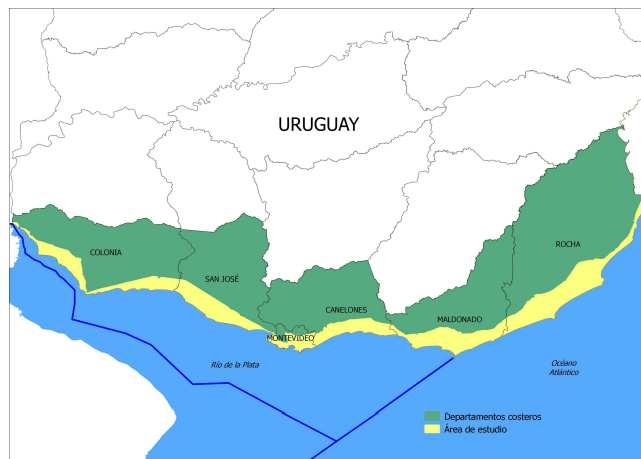 URUGUAY
ROCHA
COLONIA
SAN JOSÉ
CANELONES
MALDONADO
MONTEVIDEO
Río de la Plata
Océano
Atlántico
Departamentos costeros
Área de estudio